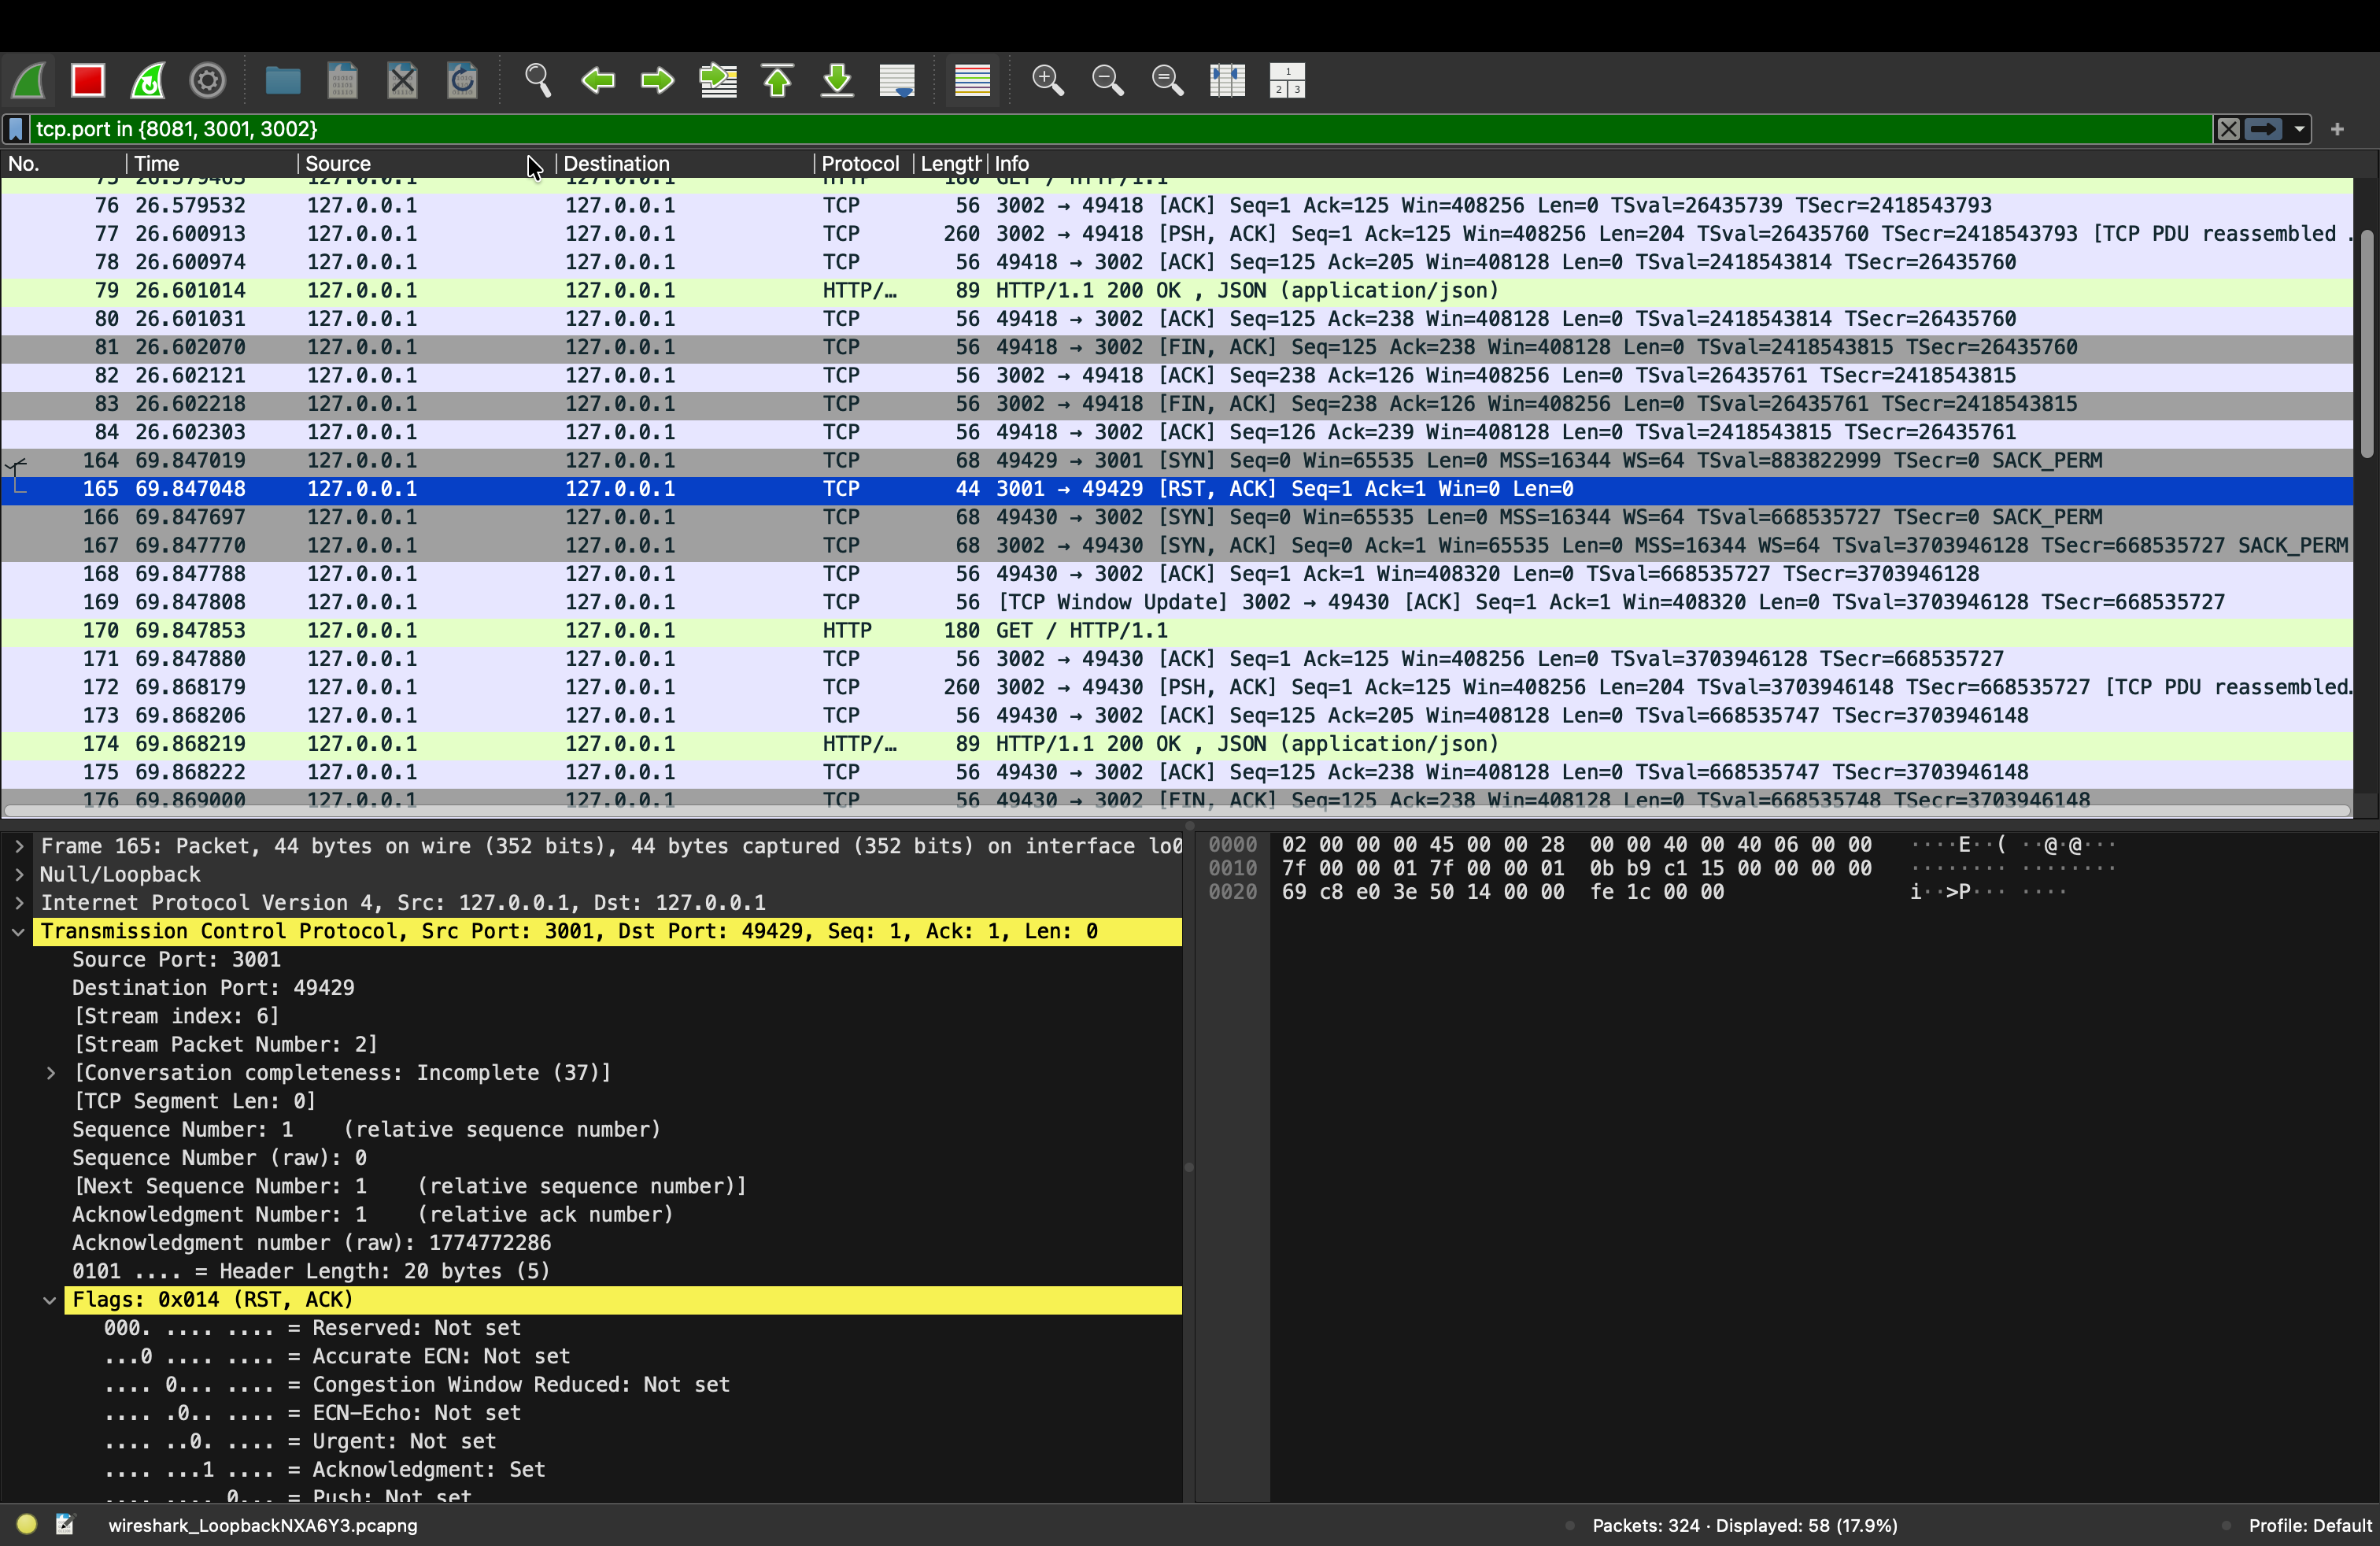 1
2 3
tcp.port in {8081, 3001, 3002}
No. Time Source Destination Protocol Length Info
75 26.579463 127.0.0.1 127.0.0.1 HTTP 180 GET / HTTP/1.1
76 26.579532 127.0.0.1 127.0.0.1 TCP 56 3002 → 49418 [ACK] Seq=1 Ack=125 Win=408256 Len=0 TSval=26435739 TSecr=2418543793
77 26.600913 127.0.0.1 127.0.0.1 TCP 260 3002 → 49418 [PSH, ACK] Seq=1 Ack=125 Win=408256 Len=204 TSval=26435760 TSecr=2418543793 [TCP PDU reassembled .
78 26.600974 127.0.0.1 127.0.0.1 TCP 56 49418 → 3002 [ACK] Seq=125 Ack=205 Win=408128 Len=0 TSval=2418543814 TSecr=26435760
79 26.601014 127.0.0.1 127.0.0.1 HTTP/… 89 HTTP/1.1 200 OK , JSON (application/json)
80 26.601031 127.0.0.1 127.0.0.1 TCP 56 49418 → 3002 [ACK] Seq=125 Ack=238 Win=408128 Len=0 TSval=2418543814 TSecr=26435760
81 26.602070 127.0.0.1 127.0.0.1 TCP 56 49418 → 3002 [FIN, ACK] Seq=125 Ack=238 Win=408128 Len=0 TSval=2418543815 TSecr=26435760
82 26.602121 127.0.0.1 127.0.0.1 TCP 56 3002 → 49418 [ACK] Seq=238 Ack=126 Win=408256 Len=0 TSval=26435761 TSecr=2418543815
83 26.602218 127.0.0.1 127.0.0.1 TCP 56 3002 → 49418 [FIN, ACK] Seq=238 Ack=126 Win=408256 Len=0 TSval=26435761 TSecr=2418543815
84 26.602303 127.0.0.1 127.0.0.1 TCP 56 49418 → 3002 [ACK] Seq=126 Ack=239 Win=408128 Len=0 TSval=2418543815 TSecr=26435761
164 69.847019 127.0.0.1 127.0.0.1 TCP 68 49429 → 3001 [SYN] Seq=0 Win=65535 Len=0 MSS=16344 WS=64 TSval=883822999 TSecr=0 SACK_PERM
165 69.847048 127.0.0.1 127.0.0.1 TCP 44 3001 → 49429 [RST, ACK] Seq=1 Ack=1 Win=0 Len=0
166 69.847697 127.0.0.1 127.0.0.1 TCP 68 49430 → 3002 [SYN] Seq=0 Win=65535 Len=0 MSS=16344 WS=64 TSval=668535727 TSecr=0 SACK_PERM
167 69.847770 127.0.0.1 127.0.0.1 TCP 68 3002 → 49430 [SYN, ACK] Seq=0 Ack=1 Win=65535 Len=0 MSS=16344 WS=64 TSval=3703946128 TSecr=668535727 SACK_PERM
168 69.847788 127.0.0.1 127.0.0.1 TCP 56 49430 → 3002 [ACK] Seq=1 Ack=1 Win=408320 Len=0 TSval=668535727 TSecr=3703946128
169 69.847808 127.0.0.1 127.0.0.1 TCP 56 [TCP Window Update] 3002 → 49430 [ACK] Seq=1 Ack=1 Win=408320 Len=0 TSval=3703946128 TSecr=668535727
170 69.847853 127.0.0.1 127.0.0.1 HTTP 180 GET / HTTP/1.1
171 69.847880 127.0.0.1 127.0.0.1 TCP 56 3002 → 49430 [ACK] Seq=1 Ack=125 Win=408256 Len=0 TSval=3703946128 TSecr=668535727
172 69.868179 127.0.0.1 127.0.0.1 TCP 260 3002 → 49430 [PSH, ACK] Seq=1 Ack=125 Win=408256 Len=204 TSval=3703946148 TSecr=668535727 [TCP PDU reassembled.
173 69.868206 127.0.0.1 127.0.0.1 TCP 56 49430 → 3002 [ACK] Seq=125 Ack=205 Win=408128 Len=0 TSval=668535747 TSecr=3703946148
174 69.868219 127.0.0.1 127.0.0.1 HTTP/… 89 HTTP/1.1 200 OK , JSON (application/json)
175 69.868222 127.0.0.1 127.0.0.1 TCP 56 49430 → 3002 [ACK] Seq=125 Ack=238 Win=408128 Len=0 TSval=668535747 TSecr=3703946148
176 69.869000 127.0.0.1 127.0.0.1 TCP 56 49430 → 3002 [FIN, ACK] Seq=125 Ack=238 Win=408128 Len=0 TSval=668535748 TSecr=3703946148
Frame 165: Packet, 44 bytes on wire (352 bits), 44 bytes captured (352 bits) on interface lo0
Null/Loopback
Internet Protocol Version 4, Src: 127.0.0.1, Dst: 127.0.0.1
Transmission Control Protocol, Src Port: 3001, Dst Port: 49429, Seq: 1, Ack: 1, Len: 0
Source Port: 3001
Destination Port: 49429
[Stream index: 6]
[Stream Packet Number: 2]
[Conversation completeness: Incomplete (37)]
[TCP Segment Len: 0]
Sequence Number: 1 (relative sequence number)
Sequence Number (raw): 0
[Next Sequence Number: 1 (relative sequence number)]
Acknowledgment Number: 1 (relative ack number)
Acknowledgment number (raw): 1774772286
0101 .... = Header Length: 20 bytes (5)
Flags: 0x014 (RST, ACK)
000. .... .... = Reserved: Not set
...0 .... .... = Accurate ECN: Not set
.... 0... .... = Congestion Window Reduced: Not set
.... .0.. .... = ECN-Echo: Not set
.... ..0. .... = Urgent: Not set
.... ...1 .... = Acknowledgment: Set
.... .... 0... = Push: Not set
0000 02 00 00 00 45 00 00 28 00 00 40 00 40 06 00 00 ····E··( ··@·@···
0010 7f 00 00 01 7f 00 00 01 0b b9 c1 15 00 00 00 00 ········ ········
0020 69 c8 e0 3e 50 14 00 00 fe 1c 00 00 i··>P··· ····
wireshark_LoopbackNXA6Y3.pcapng
Packets: 324 · Displayed: 58 (17.9%)
Profile: Default